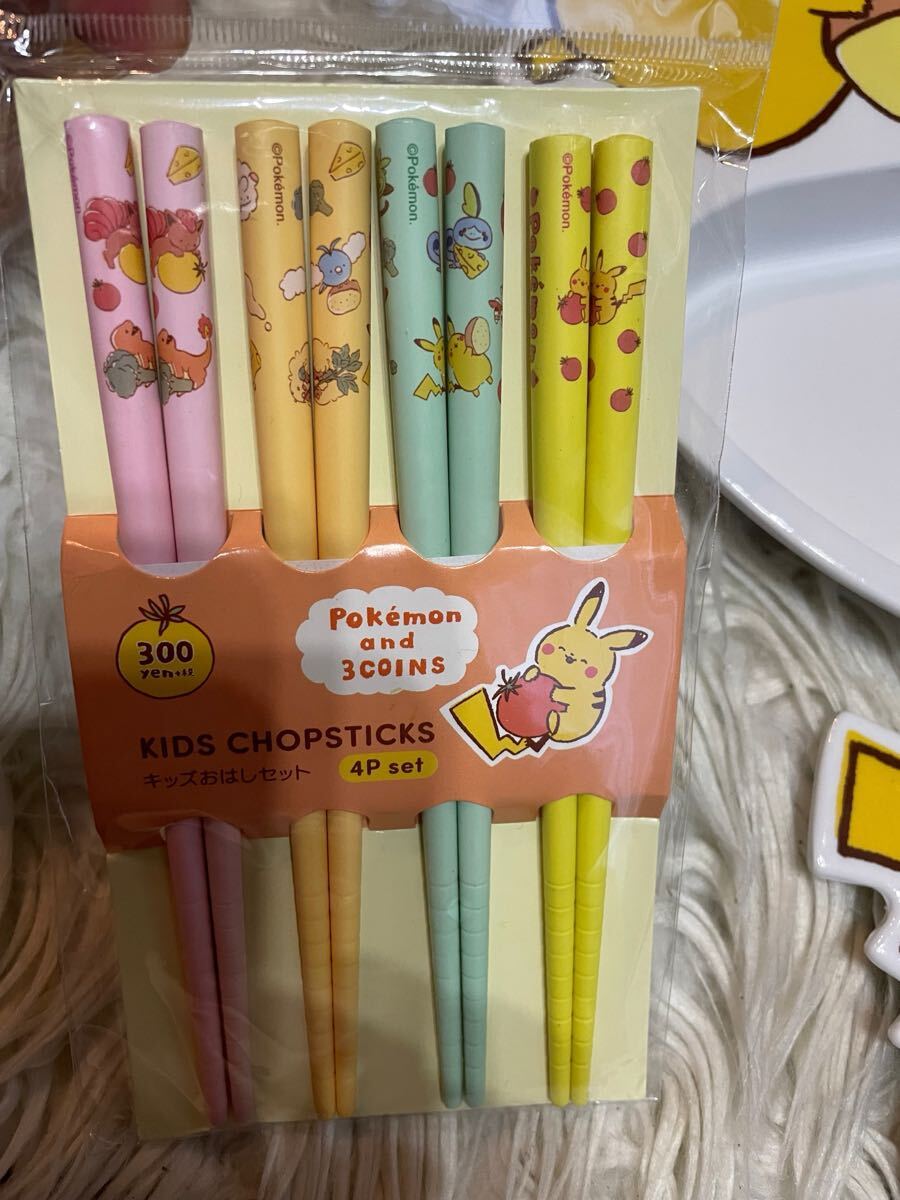 ©Pokémon.
©Pokémon.
©Pokémon.
Pokémon
300
yen+税
Pokémon
and
3COINS
KIDS CHOPSTICKS
キッズおはしセット
4P set